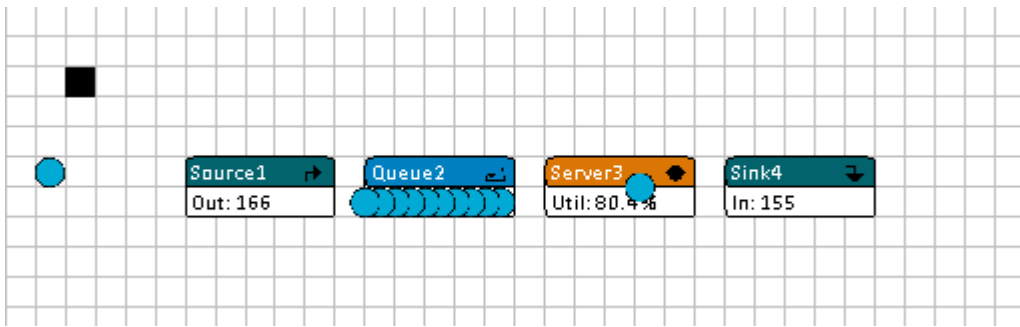 Source1
Out: 166
Queue2
Server3
Util: 80.4%
Sink4
In: 155